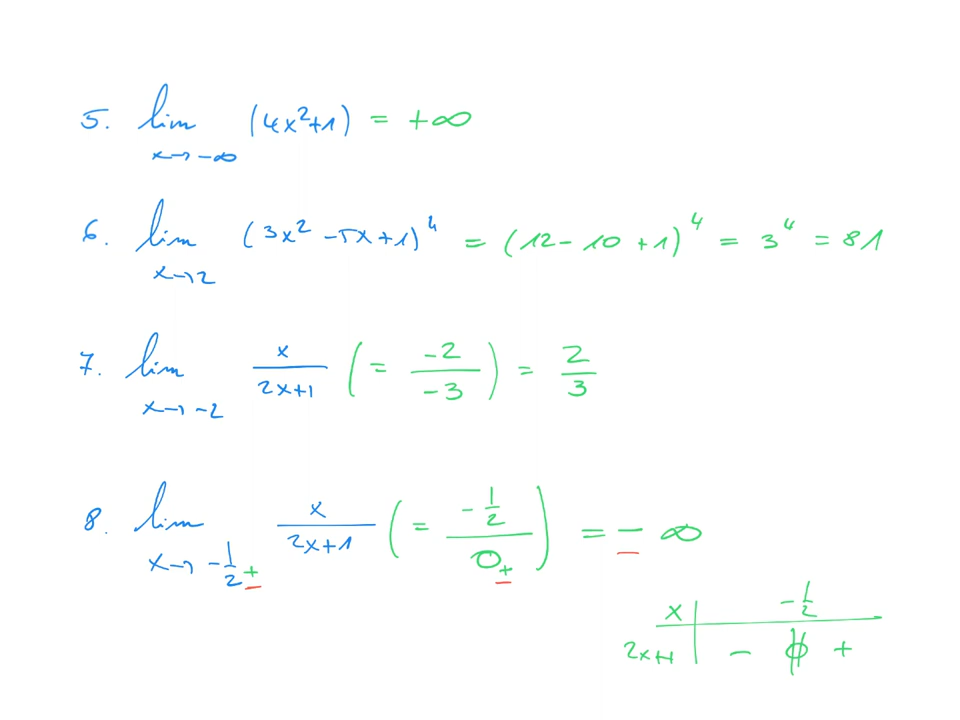 5. lim (4x²+1) = +∞
x→-∞
6. lim (3x² -5x+1)⁴ = (12-10+1)⁴ = 3⁴ = 81
x→2
7. lim x/(2x+1) (= -2/-3) = 2/3
x→-2
8. lim x/(2x+1) (= -1/2 / 0₊) = - ∞
x→ -1/2 +
x | -1/2
2x+1 | - 0 +